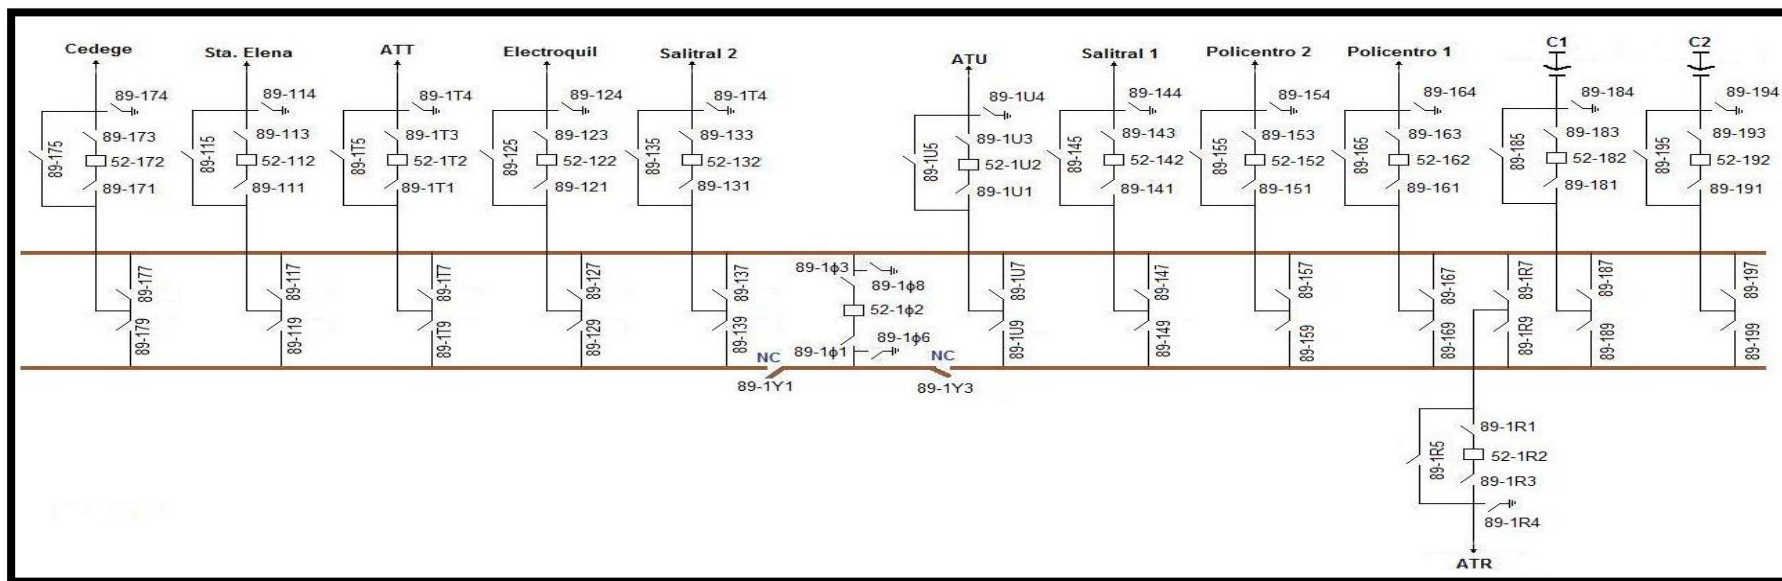 Cedege
Sta. Elena
ATT
Electroquil
Salitral 2
ATU
Salitral 1
Policentro 2
Policentro 1
C1
C2
89-174
89-173
52-172
89-171
89-175
89-114
89-113
52-112
89-111
89-115
89-1T4
89-1T3
52-1T2
89-1T1
89-1T5
89-124
89-123
52-122
89-121
89-125
89-1T4
89-133
52-132
89-131
89-135
89-1U4
89-1U3
52-1U2
89-1U1
89-1U5
89-144
89-143
52-142
89-141
89-145
89-154
89-153
52-152
89-151
89-155
89-164
89-163
52-162
89-161
89-165
89-184
89-183
52-182
89-181
89-185
89-194
89-193
52-192
89-191
89-195
89-177
89-179
89-117
89-119
89-1T7
89-1T9
89-127
89-129
89-137
89-139
89-1ϕ3
89-1ϕ8
52-1ϕ2
89-1ϕ6
89-1ϕ1
NC
NC
89-1Y1
89-1Y3
89-1U7
89-1U9
89-147
89-149
89-157
89-159
89-167
89-169
89-1R7
89-1R9
89-187
89-189
89-197
89-199
89-1R1
52-1R2
89-1R3
89-1R5
89-1R4
ATR